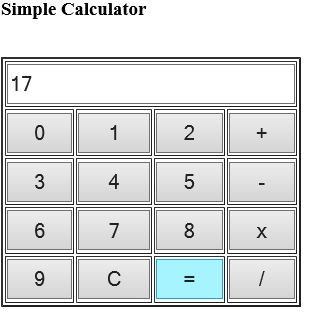 Simple Calculator
17
0 1 2 +
3 4 5 -
6 7 8 x
9 C = /